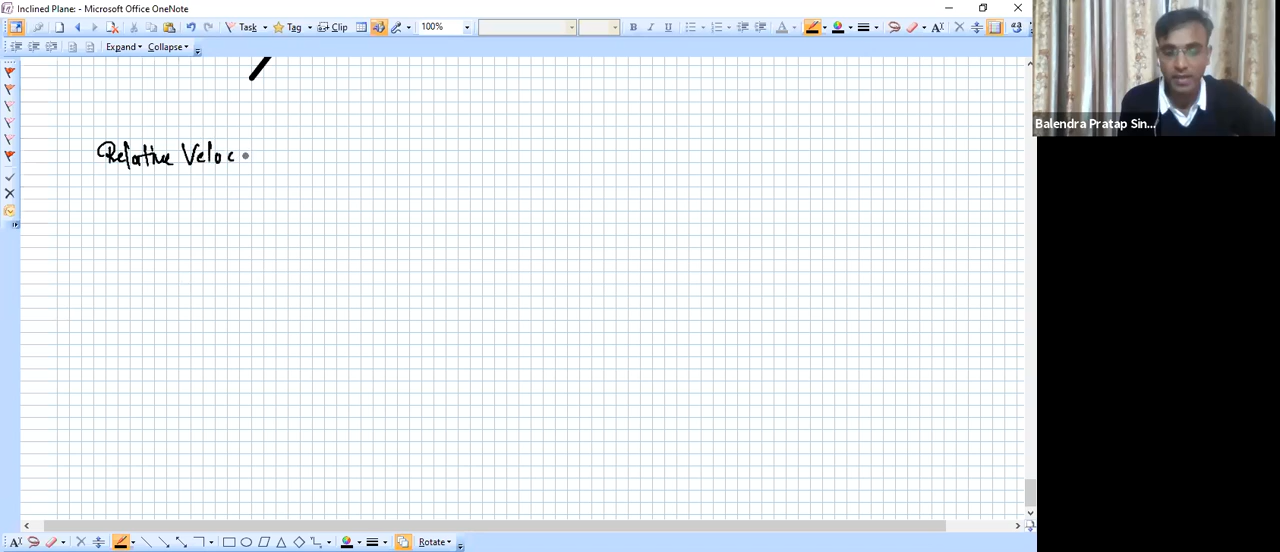 Inclined Plane: - Microsoft Office OneNote
Task Tag Clip 100% B I U A
Expand Collapse
Balendra Pratap Sin...
Relative Veloc
Rotate